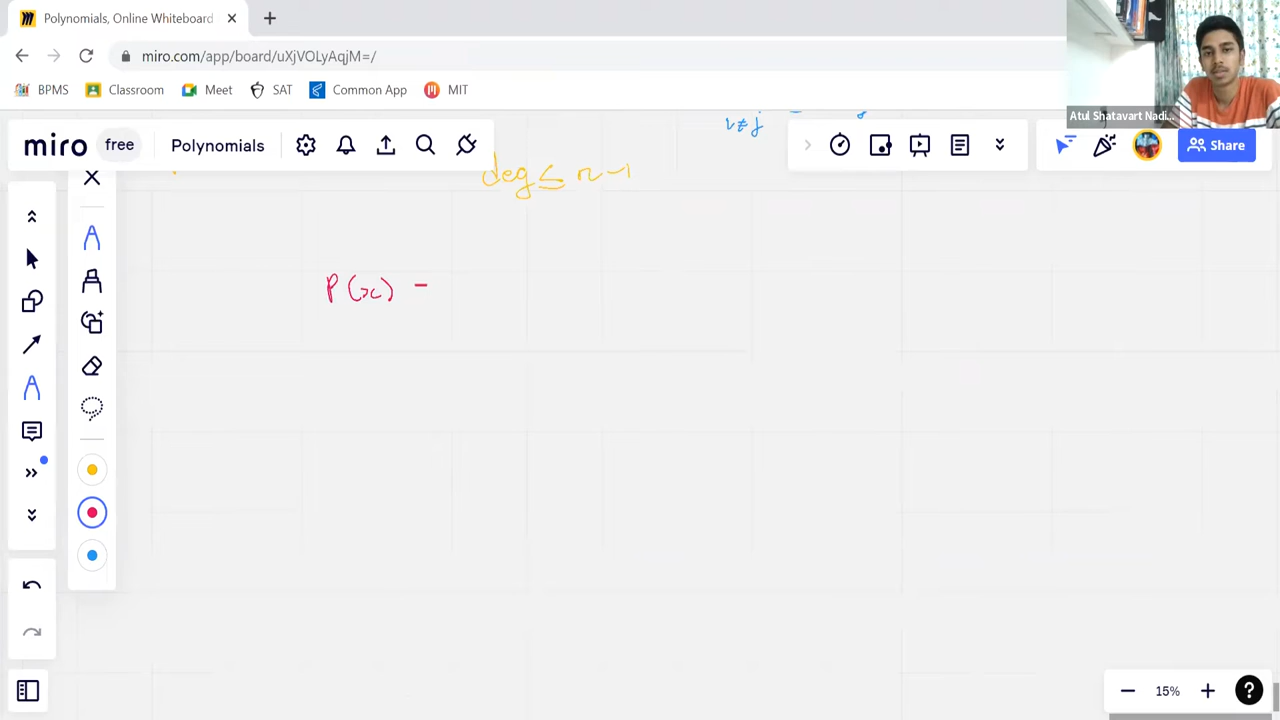 Polynomials, Online Whiteboard
miro.com/app/board/uXjVOLyAqjM=/
BPMS Classroom Meet SAT Common App MIT
Atul Shatavart Nadi...
i≠j
miro free Polynomials Share
deg ≤ n-1
P(x) -
15%